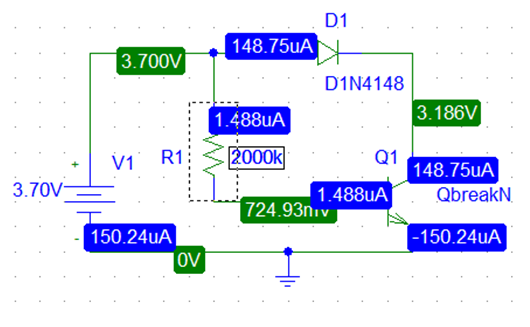 D1
148.75uA
3.700V
D1N4148
1.488uA
3.186V
R1
2000k
Q1
+
V1
148.75uA
3.70V
1.488uA
QbreakN
724.93mV
-
150.24uA
-150.24uA
0V